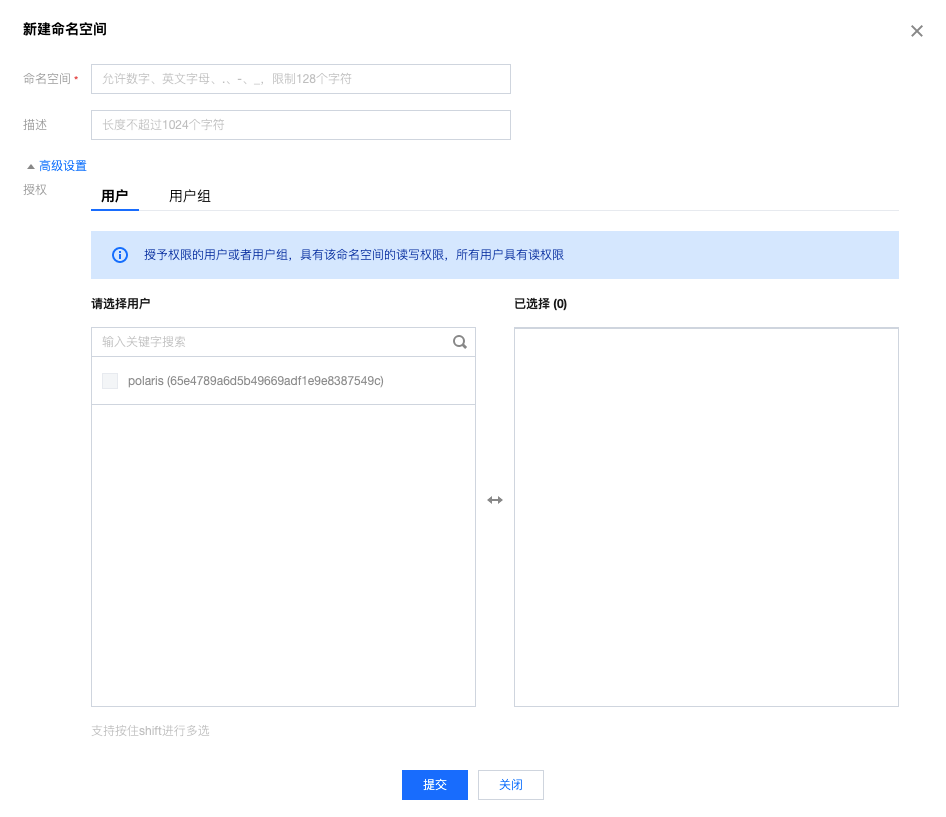 新建命名空间
命名空间 *
允许数字、英文字母、.、-、_，限制128个字符
描述
长度不超过1024个字符
高级设置
授权
用户
用户组
授予权限的用户或者用户组，具有该命名空间的读写权限，所有用户具有读权限
请选择用户
已选择 (0)
输入关键字搜索
polaris (65e4789a6d5b49669adf1e9e8387549c)
支持按住shift进行多选
提交
关闭